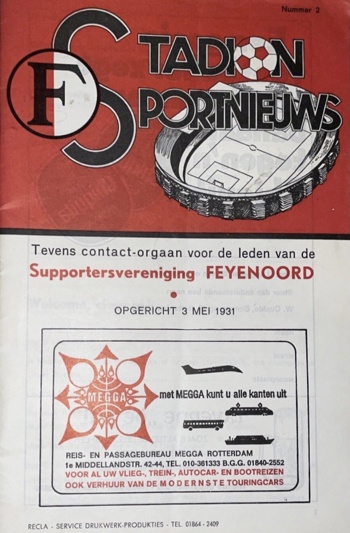 Nummer 2
STADION
F
SPORTNIEUWS
Tevens contact-orgaan voor de leden van de
Supportersvereniging FEYENOORD
OPGERICHT 3 MEI 1931
MEGGA
met MEGGA kunt u alle kanten uit
REIS- EN PASSAGEBUREAU MEGGA ROTTERDAM
1e MIDDELLANDSTR. 42-44, TEL. 010-361333 B.G.G. 01840-2552
VOOR AL UW VLIEG-, TREIN-, AUTOCAR- EN BOOTREIZEN
OOK VERHUUR VAN DE MODERNSTE TOURINGCARS
RECLA - SERVICE DRUKWERK-PRODUKTIES - TEL. 01864 - 2409